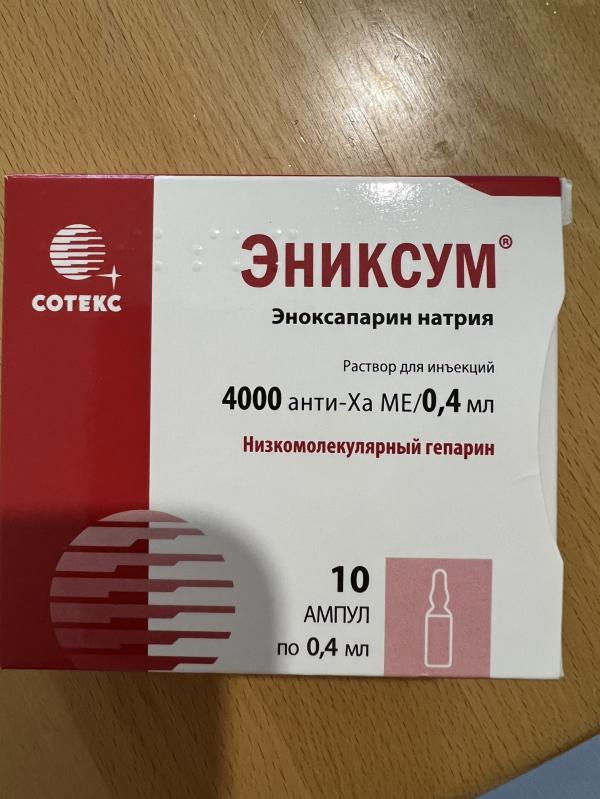 СОТЕКС
ЭНИКСУМ®
Эноксапарин натрия
Раствор для инъекций
4000 анти-Ха МЕ/0,4 мл
Низкомолекулярный гепарин
10
АМПУЛ
по 0,4 мл